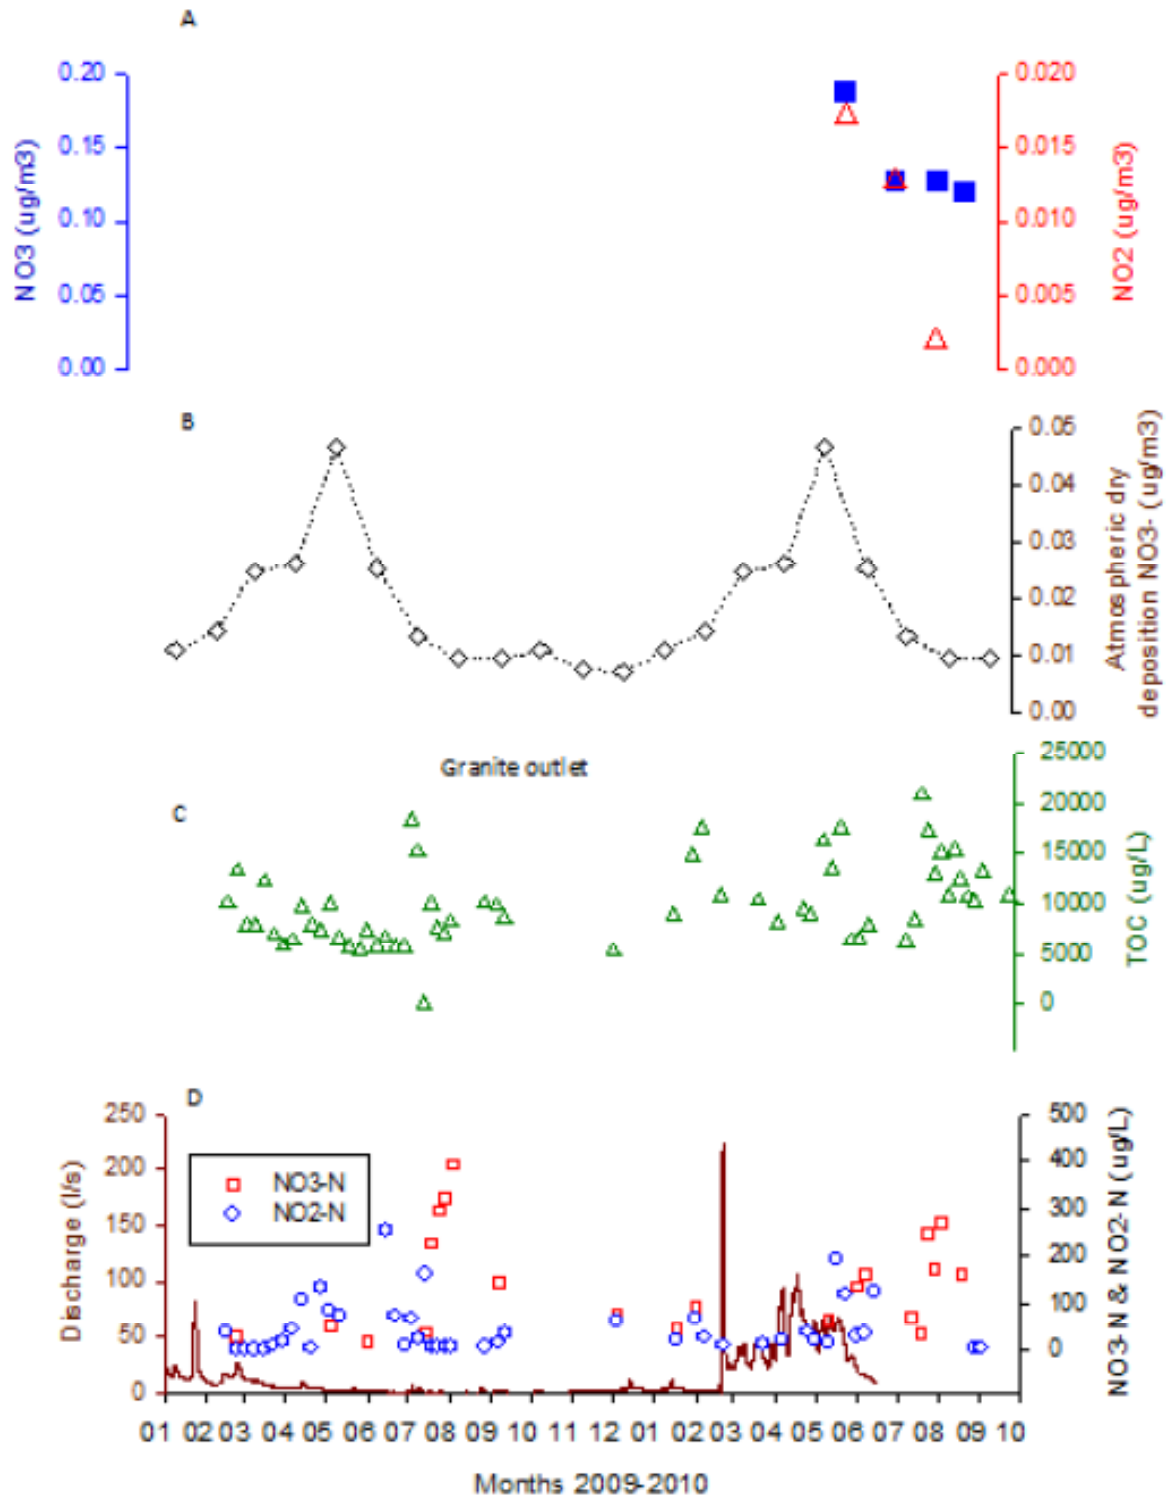 A
NO3 (ug/m3)
0.20
0.15
0.10
0.05
0.00
0.020
0.015
0.010
0.005
0.000
NO2 (ug/m3)
B
0.05
0.04
0.03
0.02
0.01
0.00
Atmospheric dry
deposition NO3- (ug/m3)
Granite outlet
C
25000
20000
15000
10000
5000
0
TOC (ug/L)
D
Discharge (l/s)
250
200
150
100
50
0
NO3-N
NO2-N
500
400
300
200
100
0
NO3-N & NO2-N (ug/L)
01 02 03 04 05 06 07 08 09 10 11 12 01 02 03 04 05 06 07 08 09 10
Months 2009-2010